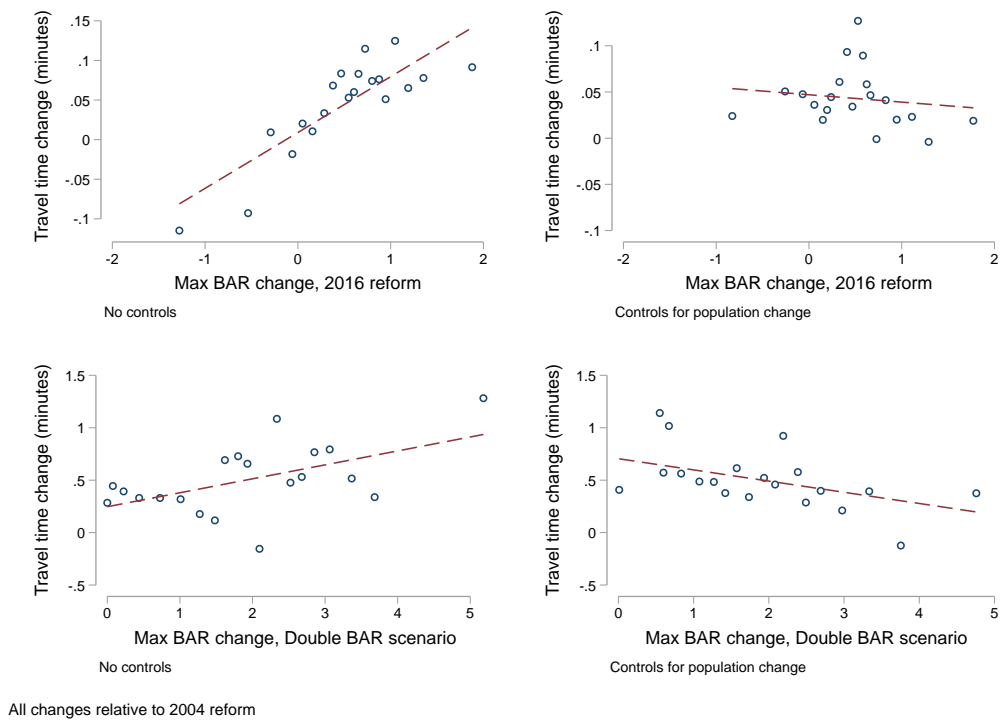 Travel time change (minutes)
.15
.1
.05
0
-.05
-.1
-2 -1 0 1 2
Max BAR change, 2016 reform
No controls
Travel time change (minutes)
.1
.05
0
-.05
-.1
-2 -1 0 1 2
Max BAR change, 2016 reform
Controls for population change
Travel time change (minutes)
1.5
1
.5
0
-.5
0 1 2 3 4 5
Max BAR change, Double BAR scenario
No controls
Travel time change (minutes)
1.5
1
.5
0
-.5
0 1 2 3 4 5
Max BAR change, Double BAR scenario
Controls for population change
All changes relative to 2004 reform